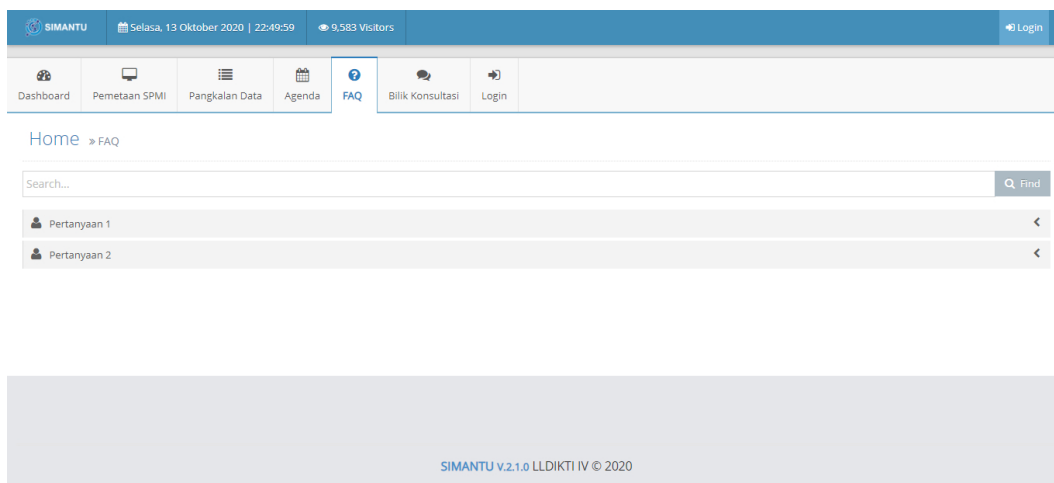 SIMANTU Selasa, 13 Oktober 2020 | 22:49:59 9,583 Visitors Login
Dashboard Pemetaan SPMI Pangkalan Data Agenda FAQ Bilik Konsultasi Login
Home » FAQ
Search... Find
Pertanyaan 1
Pertanyaan 2
SIMANTU V.2.1.0 LLDIKTI IV © 2020